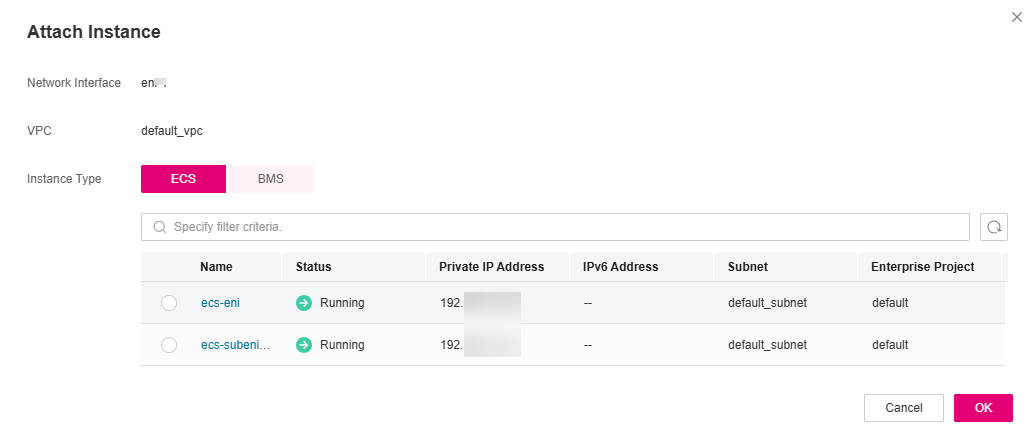 Attach Instance
Network Interface
VPC default_vpc
Instance Type ECS BMS
Specify filter criteria.
Name Status Private IP Address IPv6 Address Subnet Enterprise Project
ecs-eni Running 192. -- default_subnet default
ecs-subeni... Running 192. -- default_subnet default
Cancel OK